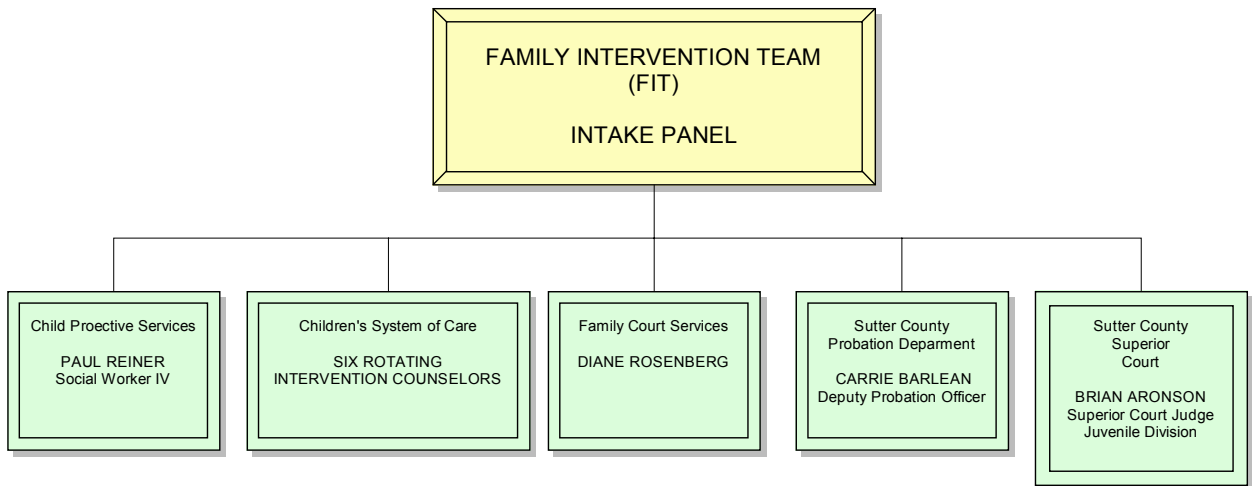 FAMILY INTERVENTION TEAM
(FIT)
INTAKE PANEL
Child Proective Services
PAUL REINER
Social Worker IV
Children's System of Care
SIX ROTATING
INTERVENTION COUNSELORS
Family Court Services
DIANE ROSENBERG
Sutter County
Probation Deparment
CARRIE BARLEAN
Deputy Probation Officer
Sutter County
Superior
Court
BRIAN ARONSON
Superior Court Judge
Juvenile Division